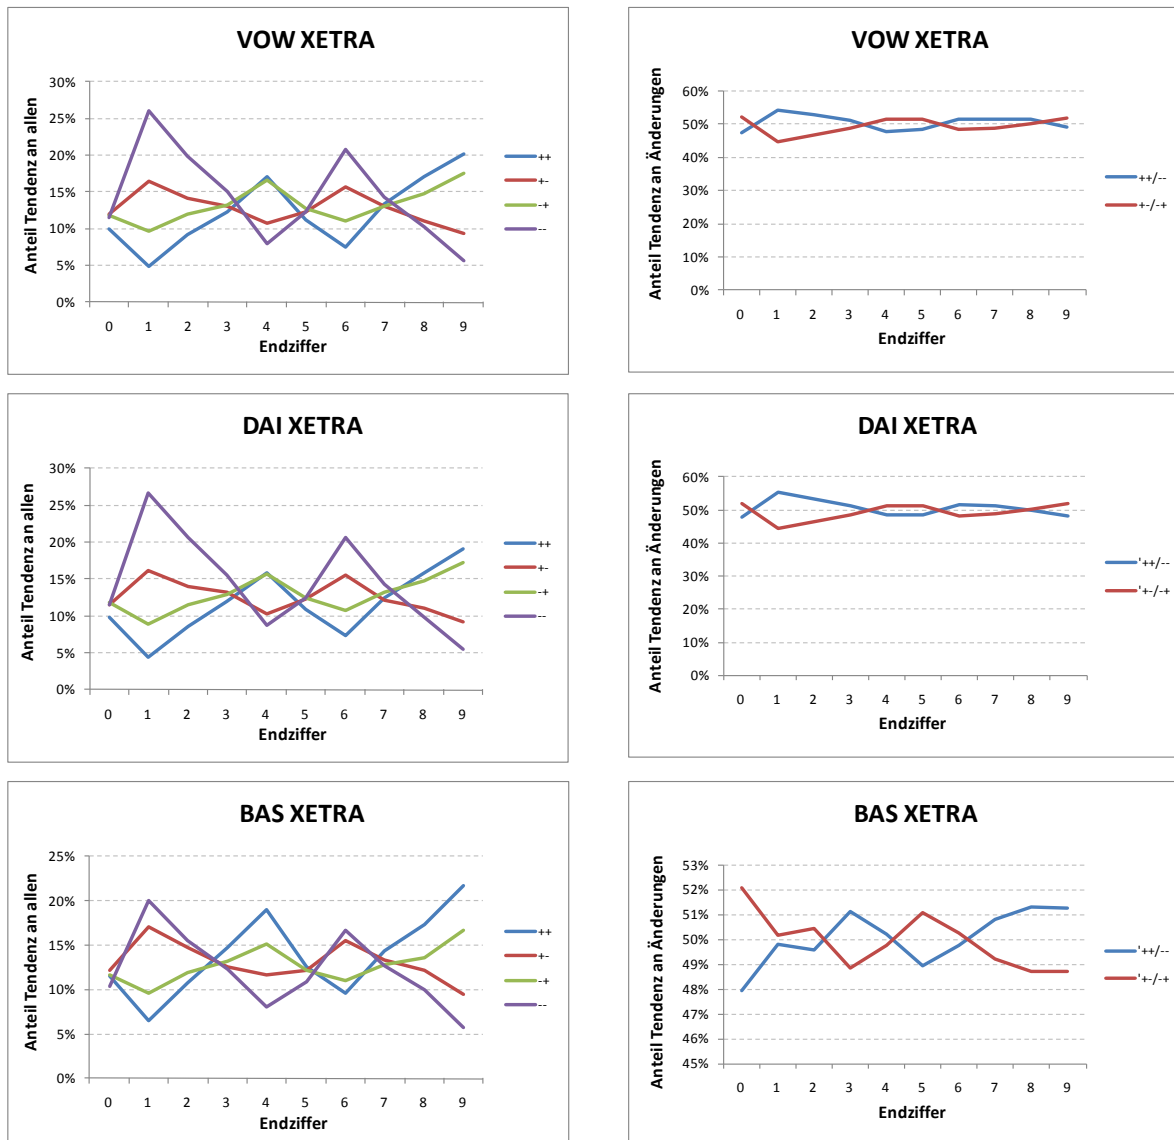 VOW XETRA
Anteil Tendenz an allen
30%
25%
20%
15%
10%
5%
0%
0 1 2 3 4 5 6 7 8 9
Endziffer
++
+-
-+
--
VOW XETRA
Anteil Tendenz an Änderungen
60%
50%
40%
30%
20%
10%
0%
0 1 2 3 4 5 6 7 8 9
Endziffer
++/--
+-/-+
DAI XETRA
Anteil Tendenz an allen
30%
25%
20%
15%
10%
5%
0%
0 1 2 3 4 5 6 7 8 9
Endziffer
++
+-
-+
--
DAI XETRA
Anteil Tendenz an Änderungen
60%
50%
40%
30%
20%
10%
0%
0 1 2 3 4 5 6 7 8 9
Endziffer
'++/--
'+-/-+
BAS XETRA
Anteil Tendenz an allen
25%
20%
15%
10%
5%
0%
0 1 2 3 4 5 6 7 8 9
Endziffer
++
+-
-+
--
BAS XETRA
Anteil Tendenz an Änderungen
53%
52%
51%
50%
49%
48%
47%
46%
45%
0 1 2 3 4 5 6 7 8 9
Endziffer
'++/--
'+-/-+